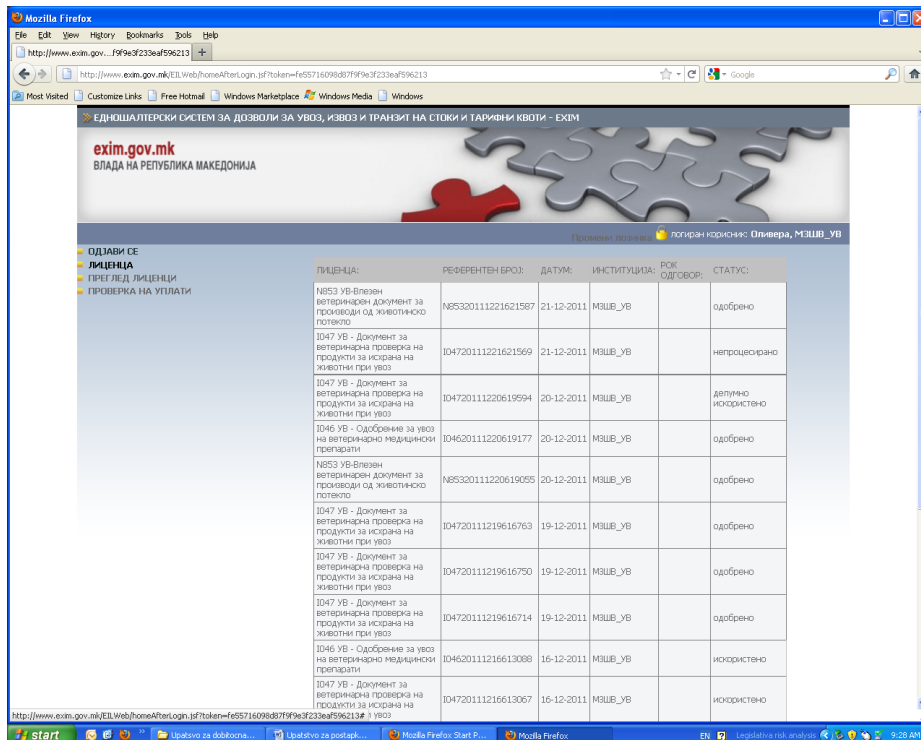 Mozilla Firefox
File Edit View History Bookmarks Tools Help
http://www.exim.gov....f9f9e3f233eaf596213
http://www.exim.gov.mk/EILWeb/homeAfterLogin.jsf?token=fe55716098d87f9f9e3f233eaf596213
Google
Most Visited Customize Links Free Hotmail Windows Marketplace Windows Media Windows
ЕДНОШАЛТЕРСКИ СИСТЕМ ЗА ДОЗВОЛИ ЗА УВОЗ, ИЗВОЗ И ТРАНЗИТ НА СТОКИ И ТАРИФНИ КВОТИ - EXIM
exim.gov.mk
ВЛАДА НА РЕПУБЛИКА МАКЕДОНИЈА
Промени лозинка логиран корисник: Оливера, МЗШВ_УВ
ОДЈАВИ СЕ
ЛИЦЕНЦА
ПРЕГЛЕД ЛИЦЕНЦИ
ПРОВЕРКА НА УПЛАТИ
ЛИЦЕНЦА: РЕФЕРЕНТЕН БРОЈ: ДАТУМ: ИНСТИТУЦИЈА: РОК ОДГОВОР: СТАТУС:
N853 УВ-Влезен
ветеринарен документ за
производи од животинско
потекло
N85320111221621587 21-12-2011 МЗШВ_УВ одобрено
I047 УВ - Документ за
ветеринарна проверка на
продукти за исхрана на
животни при увоз
I04720111221621569 21-12-2011 МЗШВ_УВ непроцесирано
I047 УВ - Документ за
ветеринарна проверка на
продукти за исхрана на
животни при увоз
I04720111220619594 20-12-2011 МЗШВ_УВ делумно
искористено
I046 УВ - Одобрение за увоз
на ветеринарно медицински
препарати
I04620111220619177 20-12-2011 МЗШВ_УВ одобрено
N853 УВ-Влезен
ветеринарен документ за
производи од животинско
потекло
N85320111220619055 20-12-2011 МЗШВ_УВ одобрено
I047 УВ - Документ за
ветеринарна проверка на
продукти за исхрана на
животни при увоз
I04720111219616763 19-12-2011 МЗШВ_УВ одобрено
I047 УВ - Документ за
ветеринарна проверка на
продукти за исхрана на
животни при увоз
I04720111219616750 19-12-2011 МЗШВ_УВ одобрено
I047 УВ - Документ за
ветеринарна проверка на
продукти за исхрана на
животни при увоз
I04720111219616714 19-12-2011 МЗШВ_УВ одобрено
I046 УВ - Одобрение за увоз
на ветеринарно медицински
препарати
I04620111216613088 16-12-2011 МЗШВ_УВ искористено
I047 УВ - Документ за
ветеринарна проверка на
продукти за исхрана на
увоз
I04720111216613067 16-12-2011 МЗШВ_УВ искористено
http://www.exim.gov.mk/EILWeb/homeAfterLogin.jsf?token=fe55716098d87f9f9e3f233eaf596213#
start Upatsvo za dobitocna... Upatstvo za postapk... Mozilla Firefox Start P... Mozilla Firefox EN Legislativa risk analysis 9:28 AM